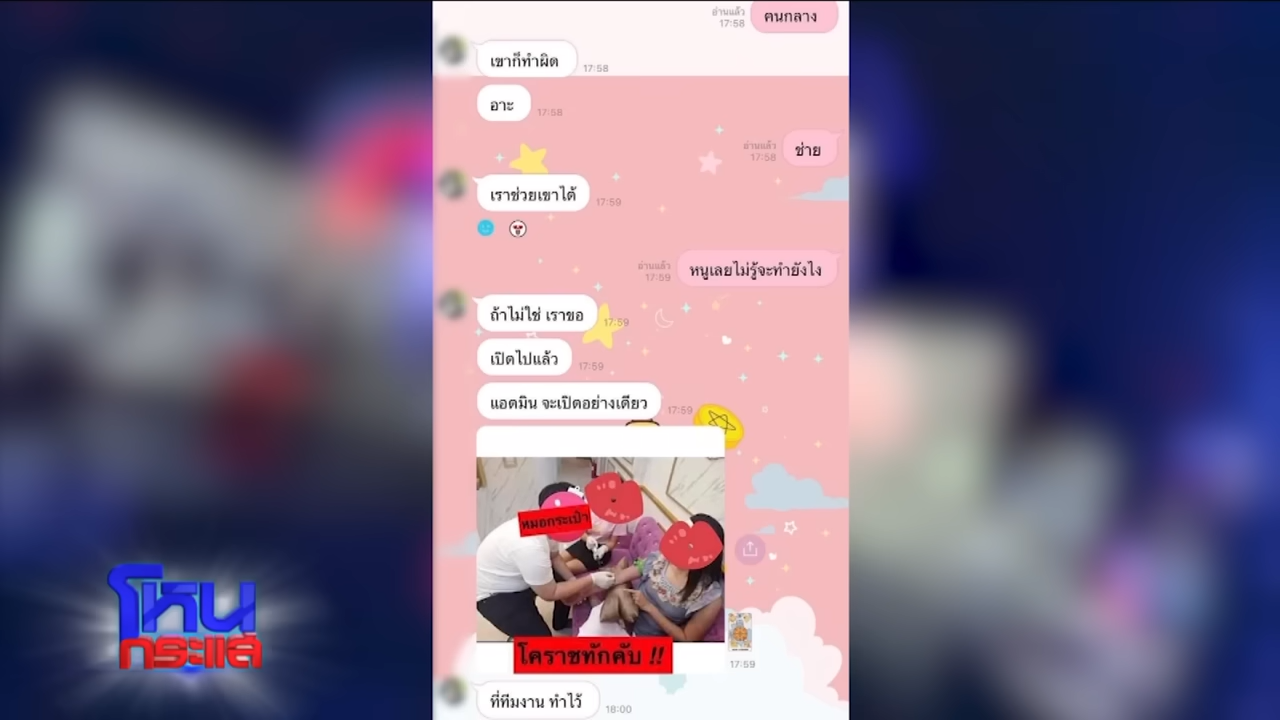 อ่านแล้ว
17:58
คนกลาง
เขาก็ทำผิด
17:58
อาะ
17:58
อ่านแล้ว
17:58
ช่าย
เราช่วยเขาได้
17:59
อ่านแล้ว
17:59
หนูเลยไม่รู้จะทำยังไง
ถ้าไม่ใช่ เราขอ
17:59
เปิดไปแล้ว
17:59
แอดมิน จะเปิดอย่างเดียว
17:59
หมอกระเป๋า
โคราชทักคับ !!
17:59
ที่ทีมงาน ทำไว้
18:00
โหนกระแส